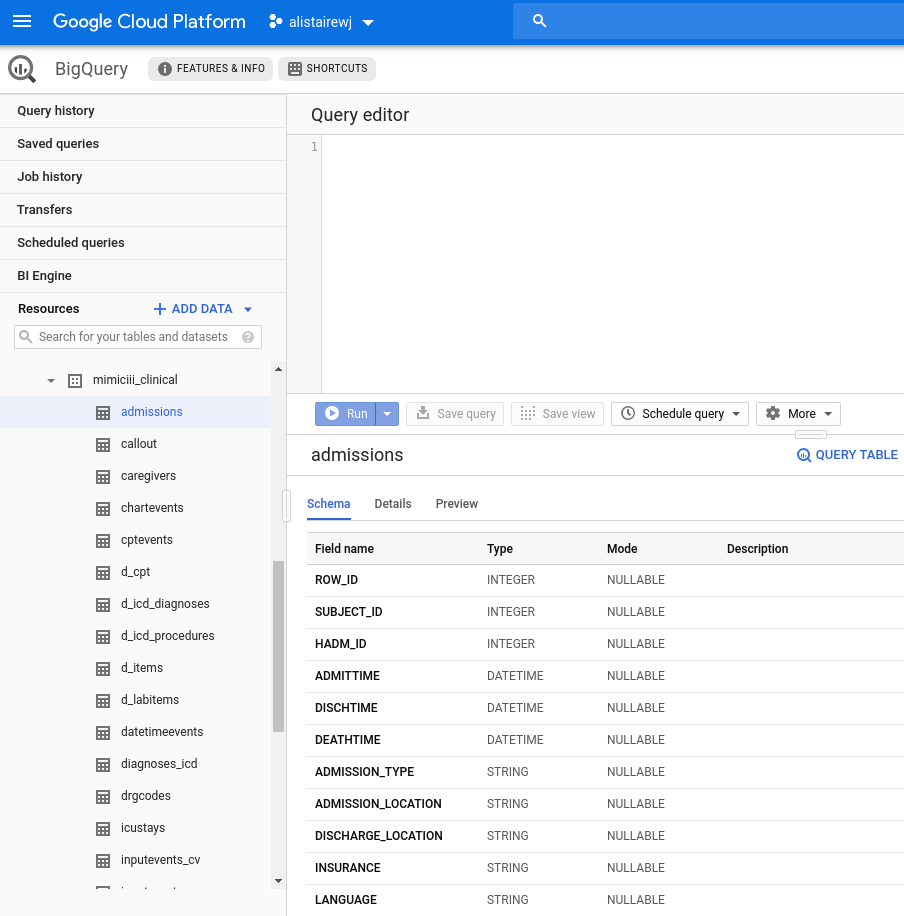 Google Cloud Platform
alistairewj
BigQuery
FEATURES & INFO
SHORTCUTS
Query history
Saved queries
Job history
Transfers
Scheduled queries
BI Engine
Resources
ADD DATA
Search for your tables and datasets
?
mimiciii_clinical
admissions
callout
caregivers
chartevents
cptevents
d_cpt
d_icd_diagnoses
d_icd_procedures
d_items
d_labitems
datetimeevents
diagnoses_icd
drgcodes
icustays
inputevents_cv
Query editor
1
Run
Save query
Save view
Schedule query
More
admissions
QUERY TABLE
Schema Details Preview
Field name Type Mode Description
ROW_ID INTEGER NULLABLE
SUBJECT_ID INTEGER NULLABLE
HADM_ID INTEGER NULLABLE
ADMITTIME DATETIME NULLABLE
DISCHTIME DATETIME NULLABLE
DEATHTIME DATETIME NULLABLE
ADMISSION_TYPE STRING NULLABLE
ADMISSION_LOCATION STRING NULLABLE
DISCHARGE_LOCATION STRING NULLABLE
INSURANCE STRING NULLABLE
LANGUAGE STRING NULLABLE